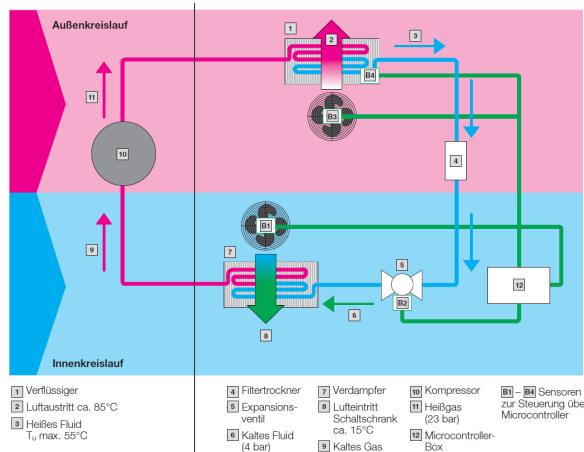 Außenkreislauf
1
2
3
B4
11
B3
10
4
9
B1
7
5
12
B2
6
8
Innenkreislauf
1 Verflüssiger
2 Luftaustritt ca. 85°C
3 Heißes Fluid
Tu max. 55°C
4 Filtertrockner
5 Expansions-
ventil
6 Kaltes Fluid
(4 bar)
7 Verdampfer
8 Lufteintritt
Schaltschrank
ca. 15°C
9 Kaltes Gas
10 Kompressor
11 Heißgas
(23 bar)
12 Microcontroller-
Box
B1 – B4 Sensoren
zur Steuerung übe
Microcontroller